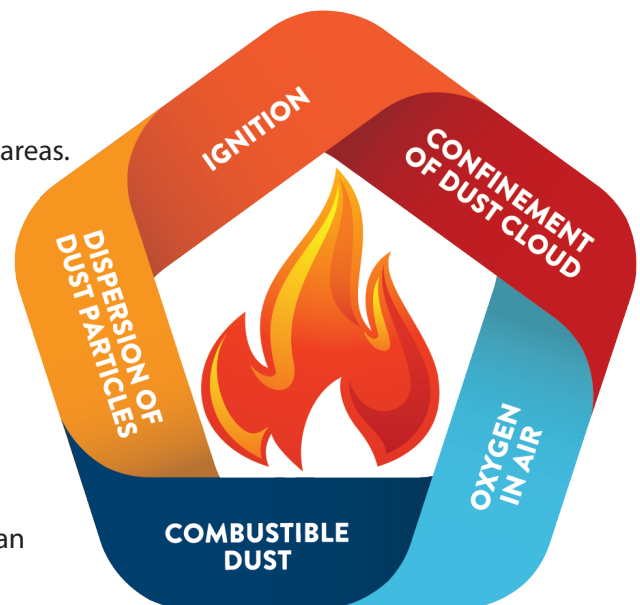 areas.
IGNITION
CONFINEMENT
OF DUST CLOUD
DISPERSION OF
DUST PARTICLES
OXYGEN
IN AIR
COMBUSTIBLE
DUST
an